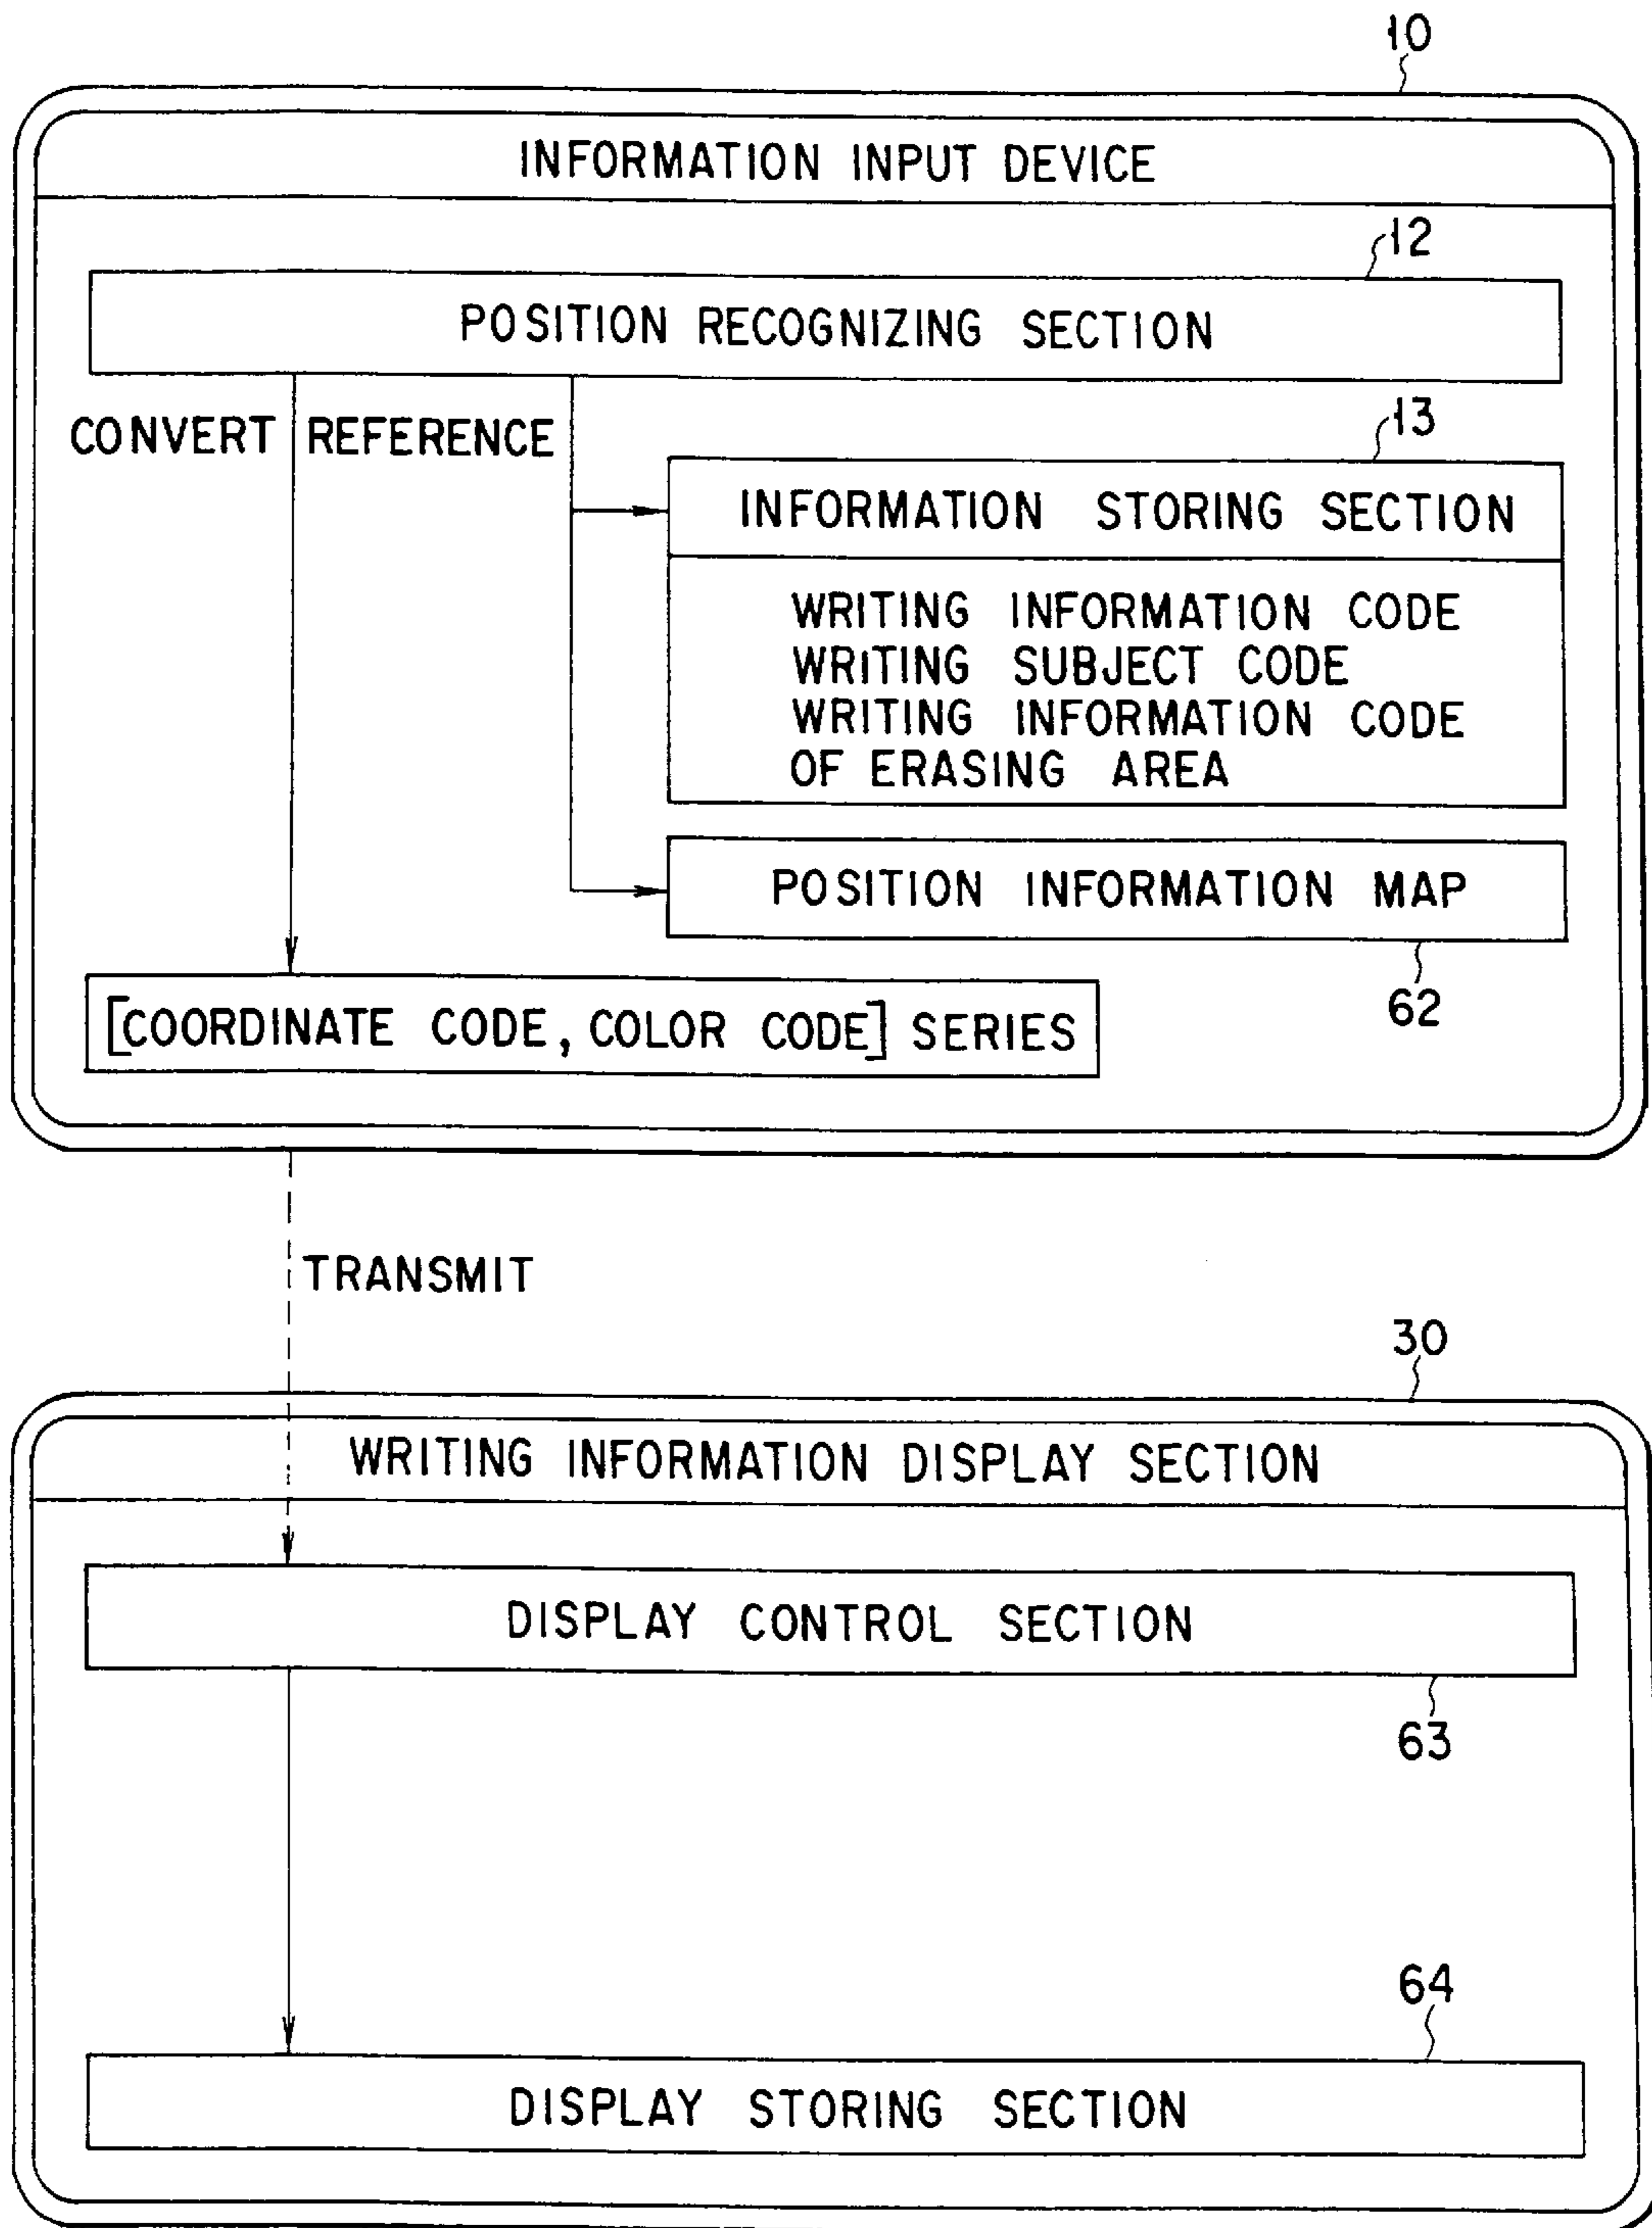 10
INFORMATION INPUT DEVICE
12
POSITION RECOGNIZING SECTION
CONVERT REFERENCE
13
INFORMATION STORING SECTION
WRITING INFORMATION CODE
WRITING SUBJECT CODE
WRITING INFORMATION CODE
OF ERASING AREA
POSITION INFORMATION MAP
62
[COORDINATE CODE, COLOR CODE] SERIES
TRANSMIT
30
WRITING INFORMATION DISPLAY SECTION
DISPLAY CONTROL SECTION
63
64
DISPLAY STORING SECTION